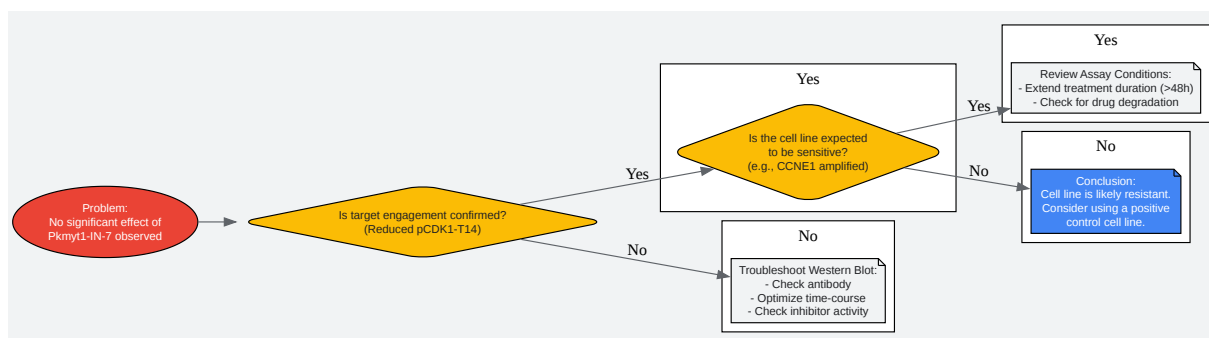 Problem:
No significant effect of
Pkmyt1-IN-7 observed
Is target engagement confirmed?
(Reduced pCDK1-T14)
Yes
No
Yes
Is the cell line expected
to be sensitive?
(e.g., CCNE1 amplified)
No
Troubleshoot Western Blot:
- Check antibody
- Optimize time-course
- Check inhibitor activity
Yes
No
Yes
Review Assay Conditions:
- Extend treatment duration (>48h)
- Check for drug degradation
No
Conclusion:
Cell line is likely resistant.
Consider using a positive
control cell line.